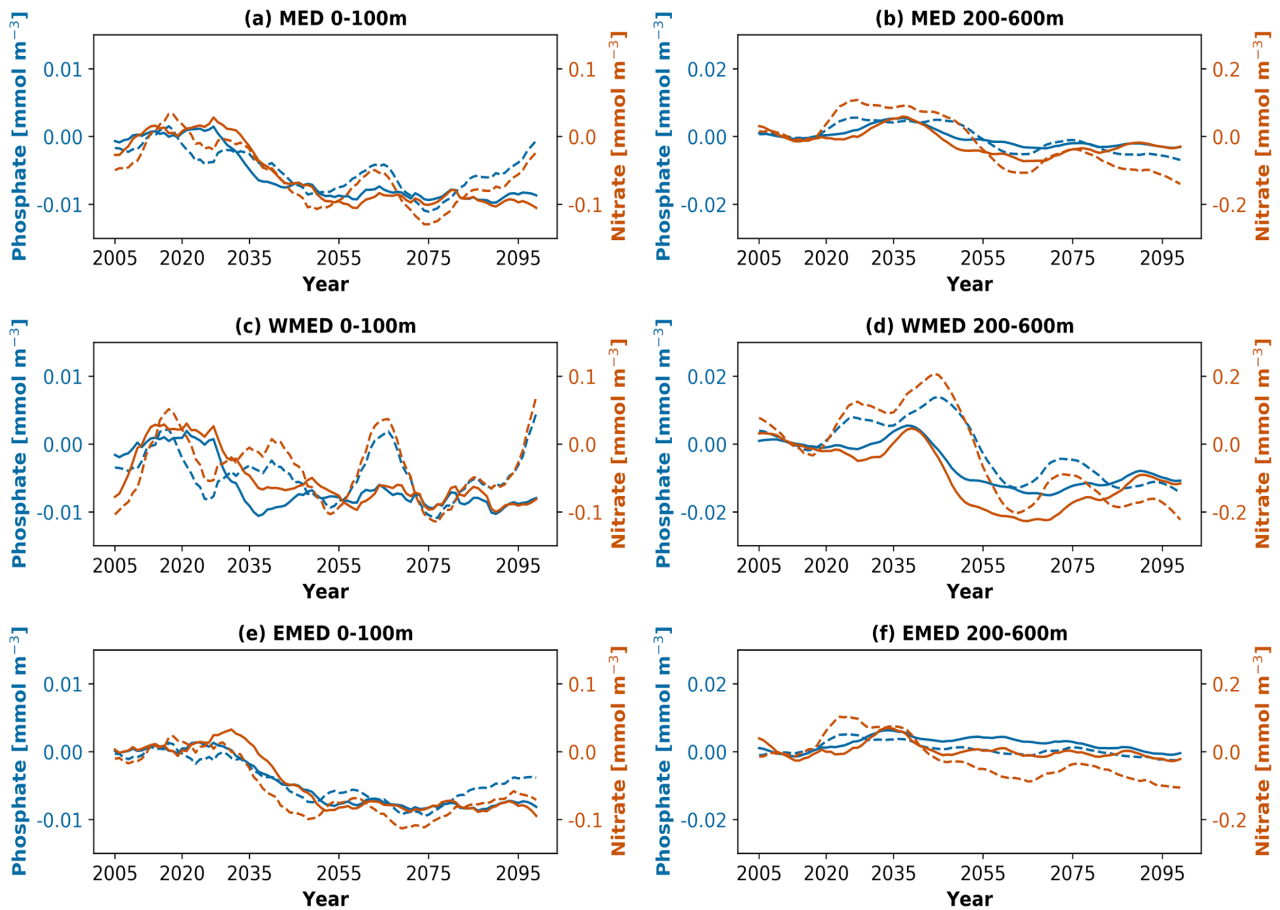 (a) MED 0-100m
Phosphate [mmol m⁻³]
0.01
0.00
-0.01
0.1
0.0
-0.1
Nitrate [mmol m⁻³]
2005 2020 2035 2055 2075 2095
Year
(b) MED 200-600m
Phosphate [mmol m⁻³]
0.02
0.00
-0.02
0.2
0.0
-0.2
Nitrate [mmol m⁻³]
2005 2020 2035 2055 2075 2095
Year
(c) WMED 0-100m
Phosphate [mmol m⁻³]
0.01
0.00
-0.01
0.1
0.0
-0.1
Nitrate [mmol m⁻³]
2005 2020 2035 2055 2075 2095
Year
(d) WMED 200-600m
Phosphate [mmol m⁻³]
0.02
0.00
-0.02
0.2
0.0
-0.2
Nitrate [mmol m⁻³]
2005 2020 2035 2055 2075 2095
Year
(e) EMED 0-100m
Phosphate [mmol m⁻³]
0.01
0.00
-0.01
0.1
0.0
-0.1
Nitrate [mmol m⁻³]
2005 2020 2035 2055 2075 2095
Year
(f) EMED 200-600m
Phosphate [mmol m⁻³]
0.02
0.00
-0.02
0.2
0.0
-0.2
Nitrate [mmol m⁻³]
2005 2020 2035 2055 2075 2095
Year